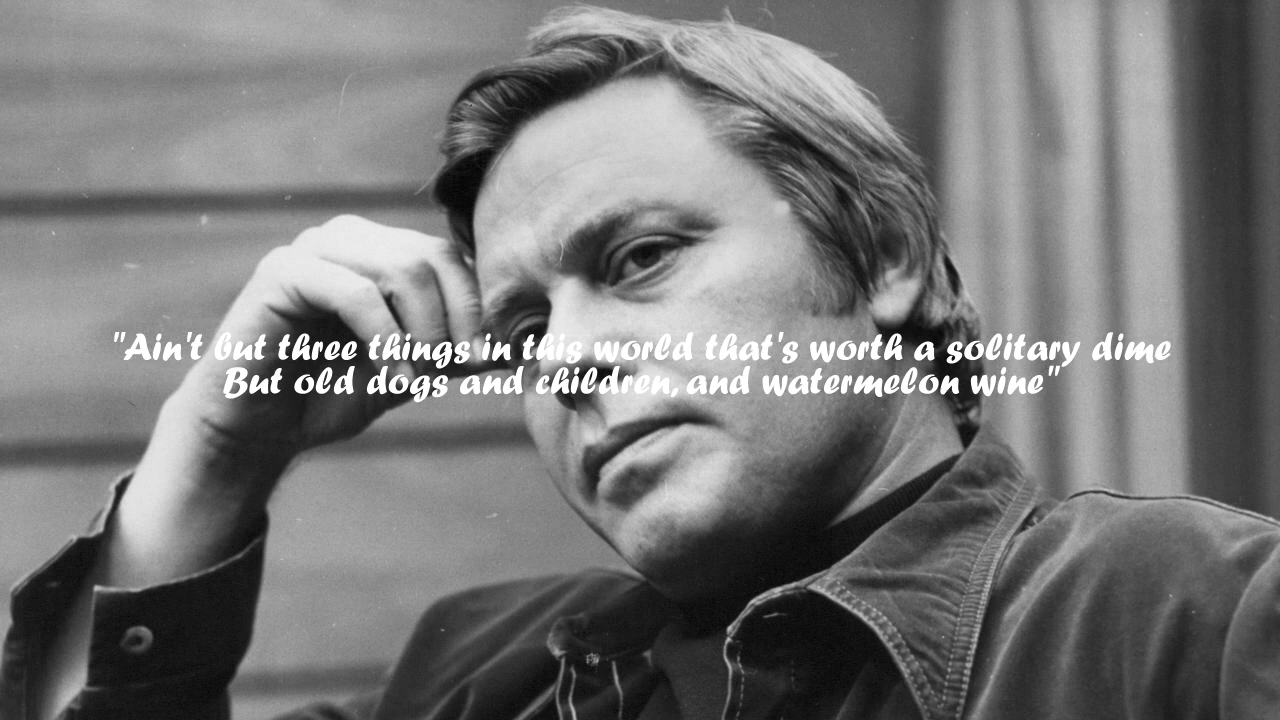 "Ain't but three things in this world that's worth a solitary dime
But old dogs and children, and watermelon wine"